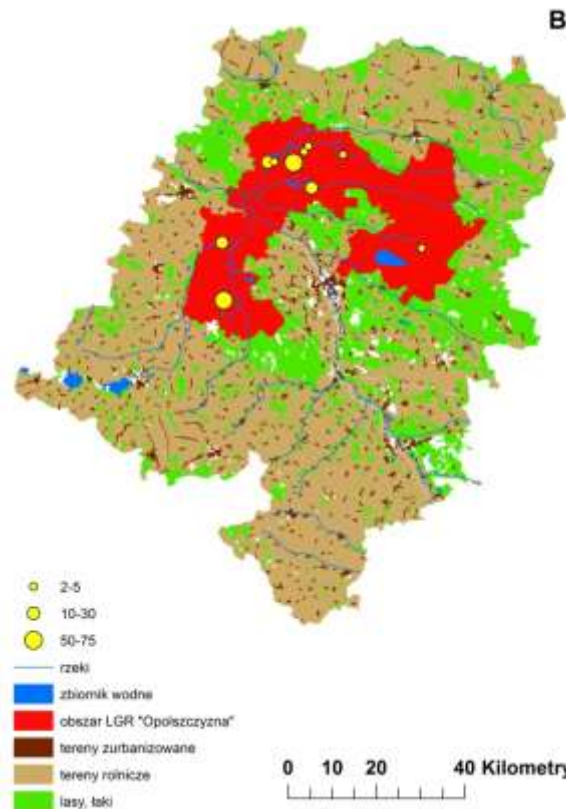 B
2-5
10-30
50-75
rzeki
zbiornik wodne
obszar LGR "Opolszczyzna"
tereny zurbanizowane
tereny rolnicze
lasy, łąki
0 10 20 40 Kilometry